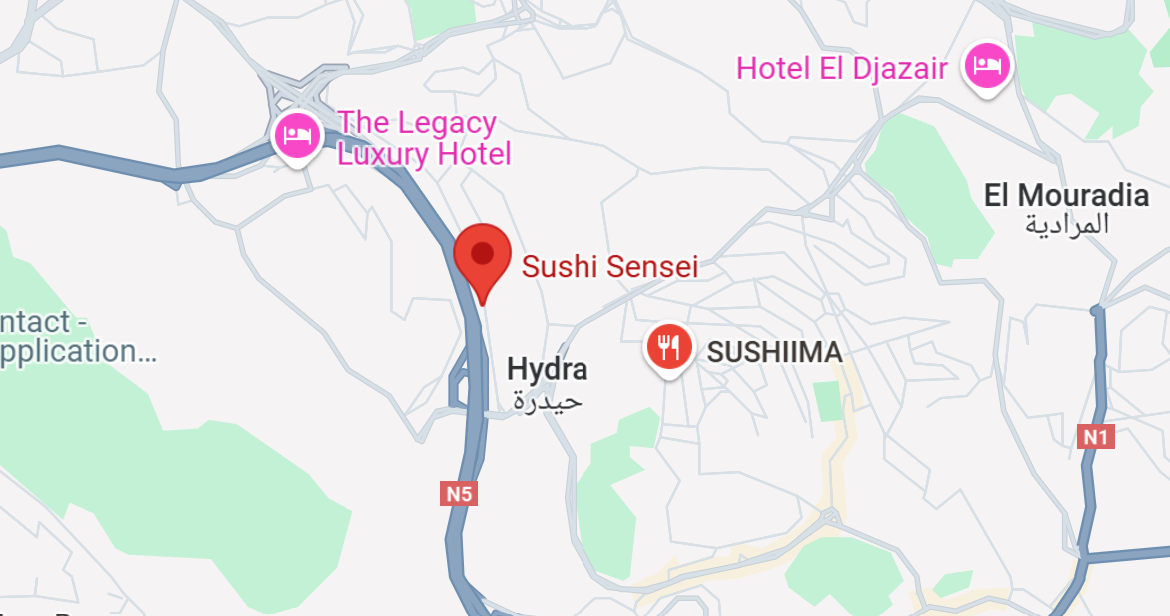 Hotel El Djazair
The Legacy
Luxury Hotel
El Mouradia
المرادية
Sushi Sensei
ntact -
pplication...
SUSHIIMA
Hydra
حيدرة
N1
N5